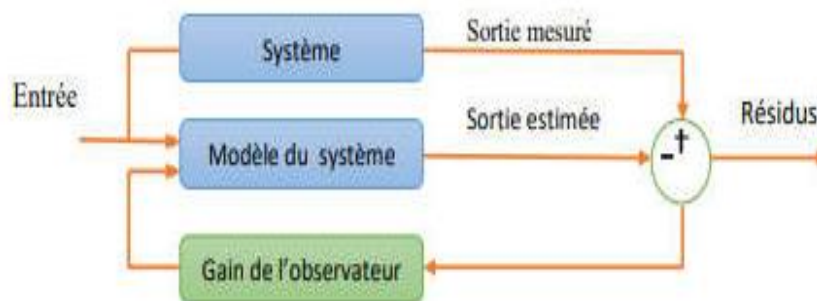 Système
Sortie mesuré
Entrée
Sortie estimée
Résidus
Modèle du système
- +
Gain de l'observateur